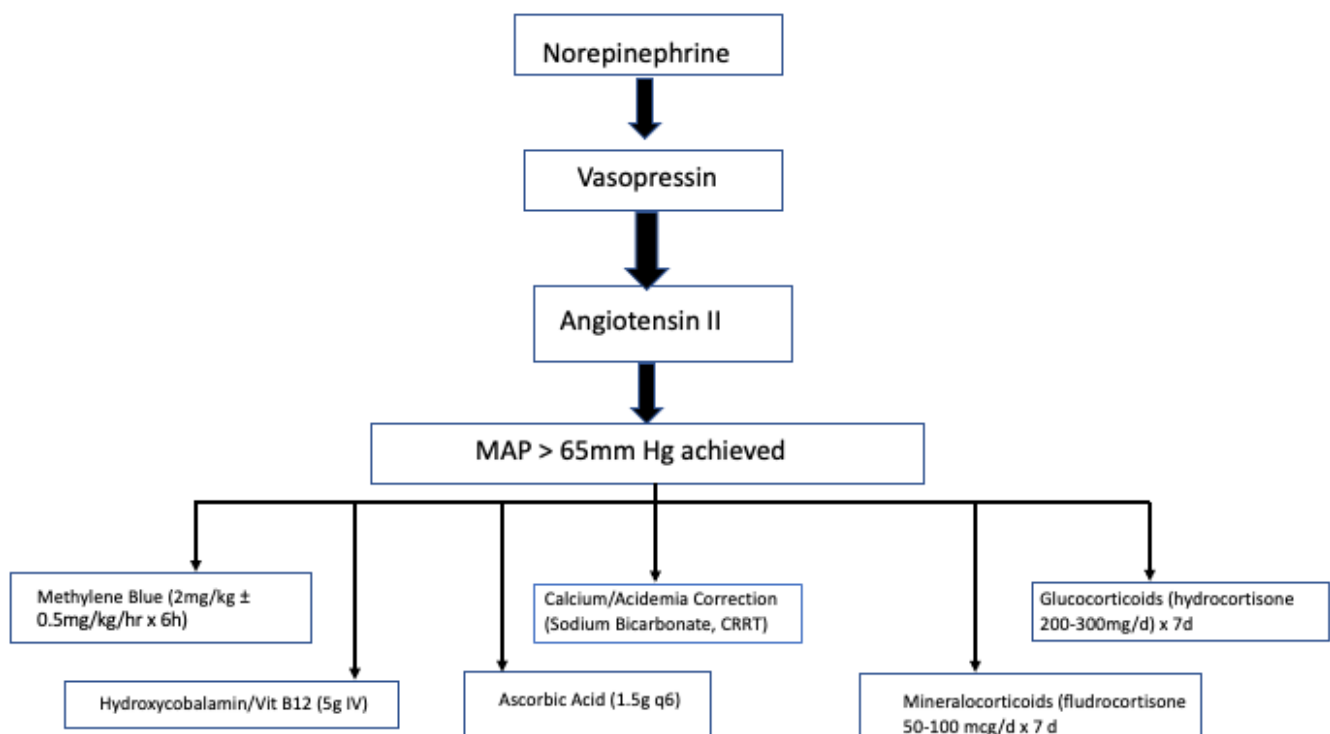 Norepinephrine
Vasopressin
Angiotensin II
MAP > 65mm Hg achieved
Methylene Blue (2mg/kg ±
0.5mg/kg/hr x 6h)
Hydroxycobalamin/Vit B12 (5g IV)
Ascorbic Acid (1.5g q6)
Calcium/Acidemia Correction
(Sodium Bicarbonate, CRRT)
Mineralocorticoids (fludrocortisone
50-100 mcg/d x 7 d
Glucocorticoids (hydrocortisone
200-300mg/d) x 7d